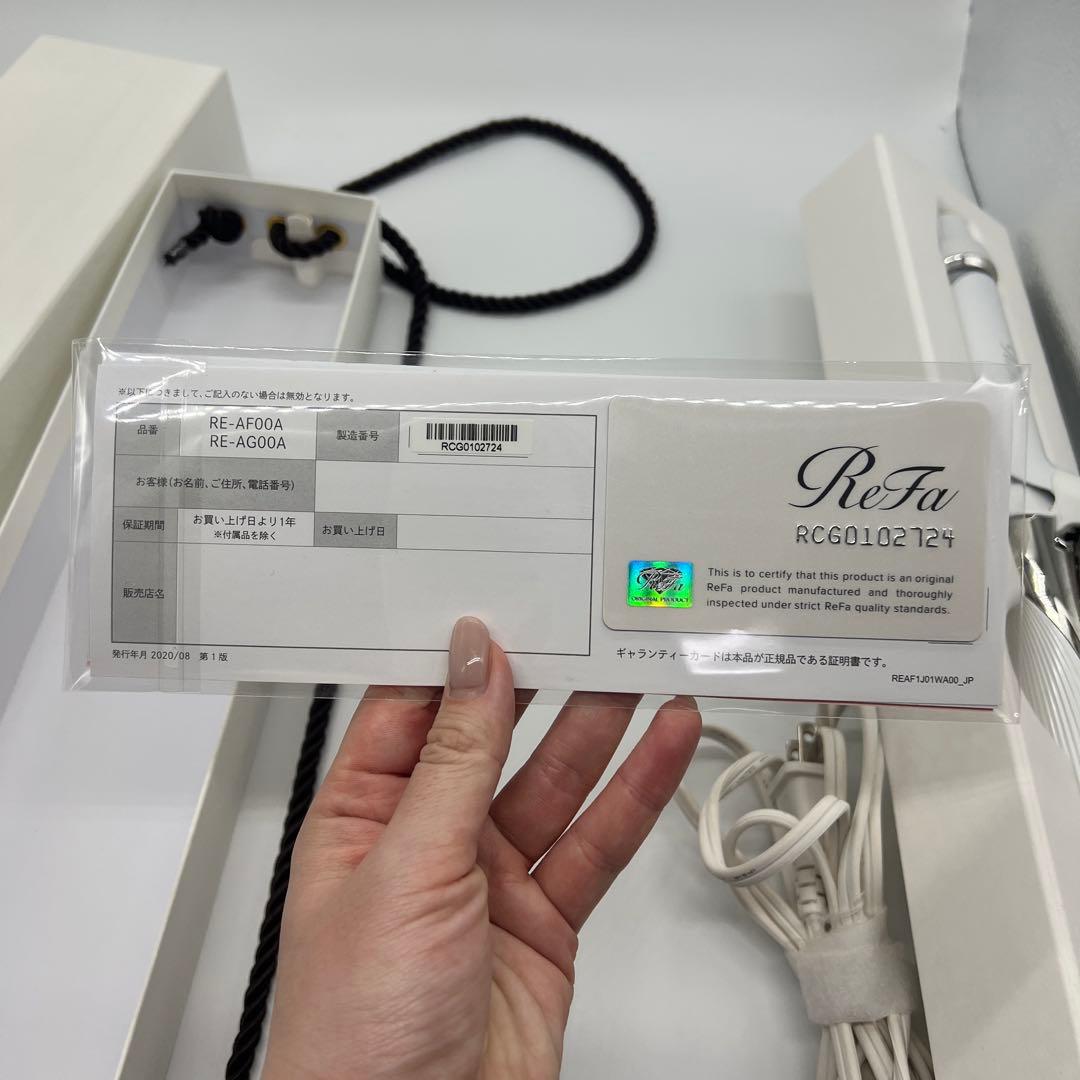 ※以下につきまして、ご記入のない場合は無効となります。
品番
RE-AF00A
RE-AG00A
製造番号
RCG0102724
お客様(お名前、ご住所、電話番号)
保証期間
お買い上げ日より1年
※付属品を除く
お買い上げ日
販売店名
発行年月 2020/08 第1版
ReFa
RCG0102724
ReFa
ORIGINAL PRODUCT
This is to certify that this product is an original
ReFa product manufactured and thoroughly
inspected under strict ReFa quality standards.
ギャランティーカードは本品が正規品である証明書です。
REAF1J01WA00_JP